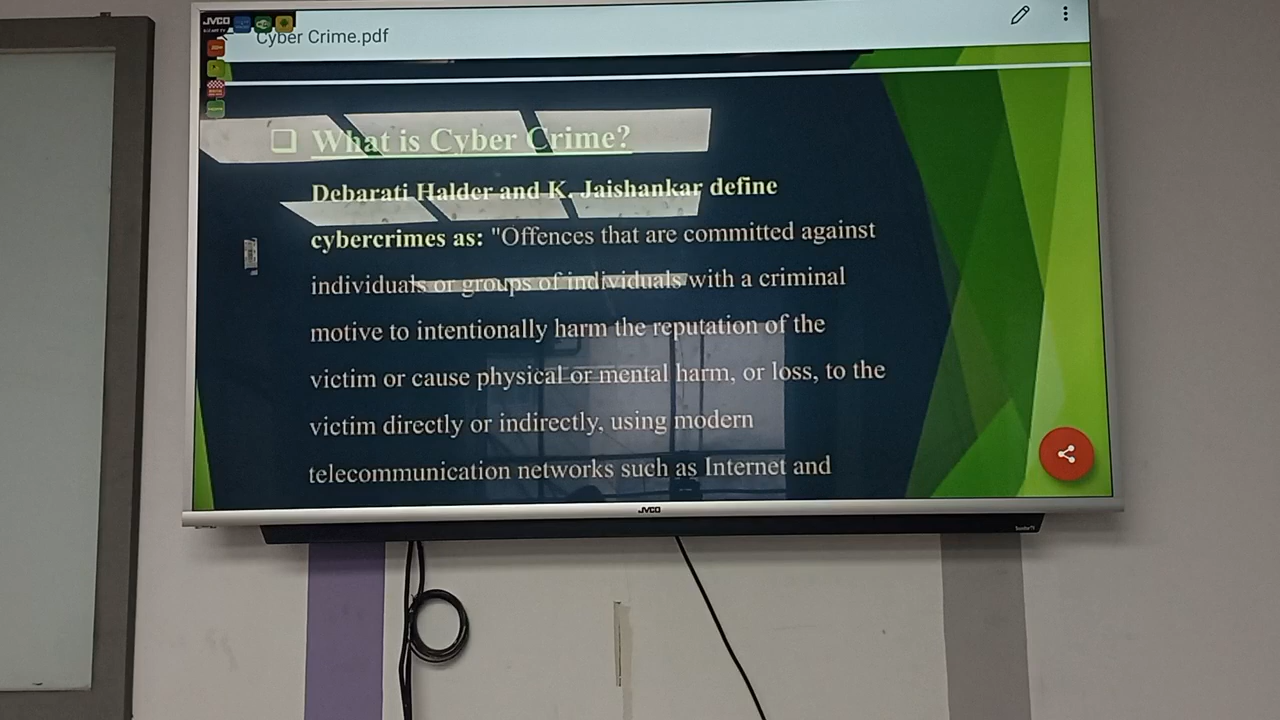 JVCO
Cyber Crime.pdf
What is Cyber Crime?
Debarati Halder and K. Jaishankar define
cybercrimes as: "Offences that are committed against
individuals or groups of individuals with a criminal
motive to intentionally harm the reputation of the
victim or cause physical or mental harm, or loss, to the
victim directly or indirectly, using modern
telecommunication networks such as Internet and
JVCO